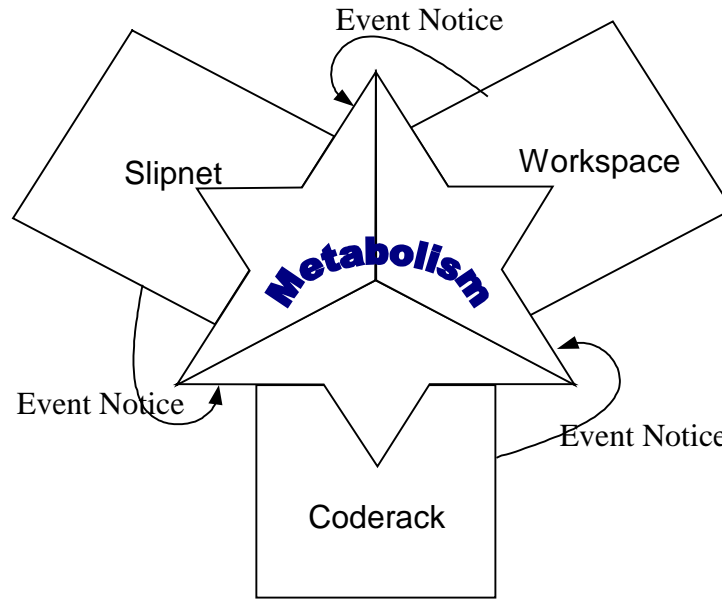 Event Notice
Slipnet
Workspace
Metabolism
Event Notice
Event Notice
Coderack